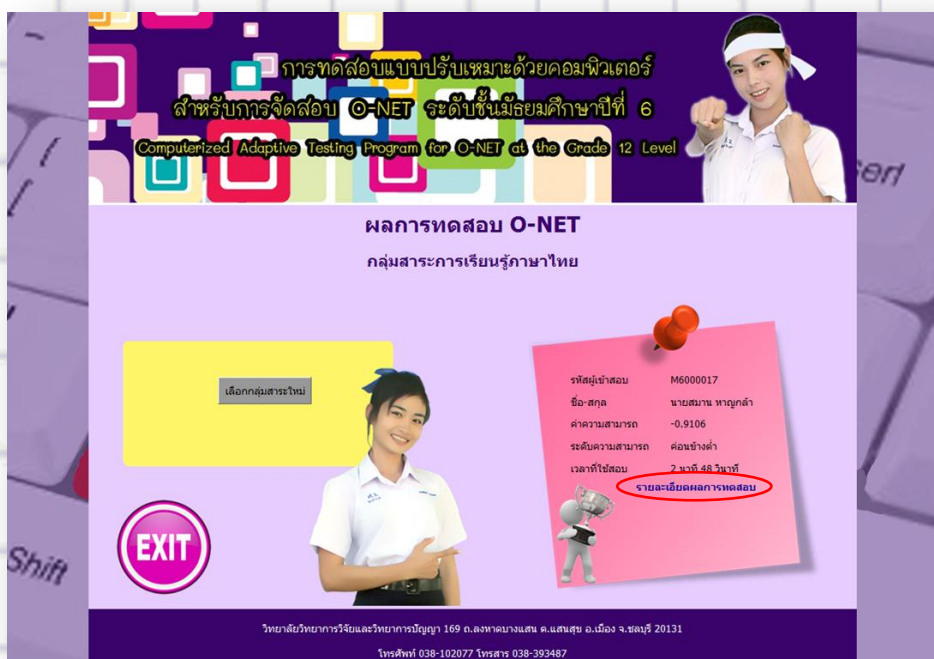 การทดสอบแบบปรับเหมาะด้วยคอมพิวเตอร์
สำหรับการจัดสอบ O-NET ระดับชั้นมัธยมศึกษาปีที่ 6
Computerized Adaptive Testing Program for O-NET at the Grade 12 Level
ผลการทดสอบ O-NET
กลุ่มสาระการเรียนรู้ภาษาไทย
เลือกกลุ่มสาระใหม่
รหัสผู้เข้าสอบ M6000017
ชื่อ-สกุล นายสมาน หาญกล้า
ค่าความสามารถ -0.9106
ระดับความสามารถ ค่อนข้างต่ำ
เวลาที่ใช้สอบ 2 นาที 48 วินาที
รายละเอียดผลการทดสอบ
EXIT
Shift
วิทยาลัยวิทยาการวิจัยและวิทยาการปัญญา 169 ถ.ลงหาดบางแสน ต.แสนสุข อ.เมือง จ.ชลบุรี 20131
โทรศัพท์ 038-102077 โทรสาร 038-393487